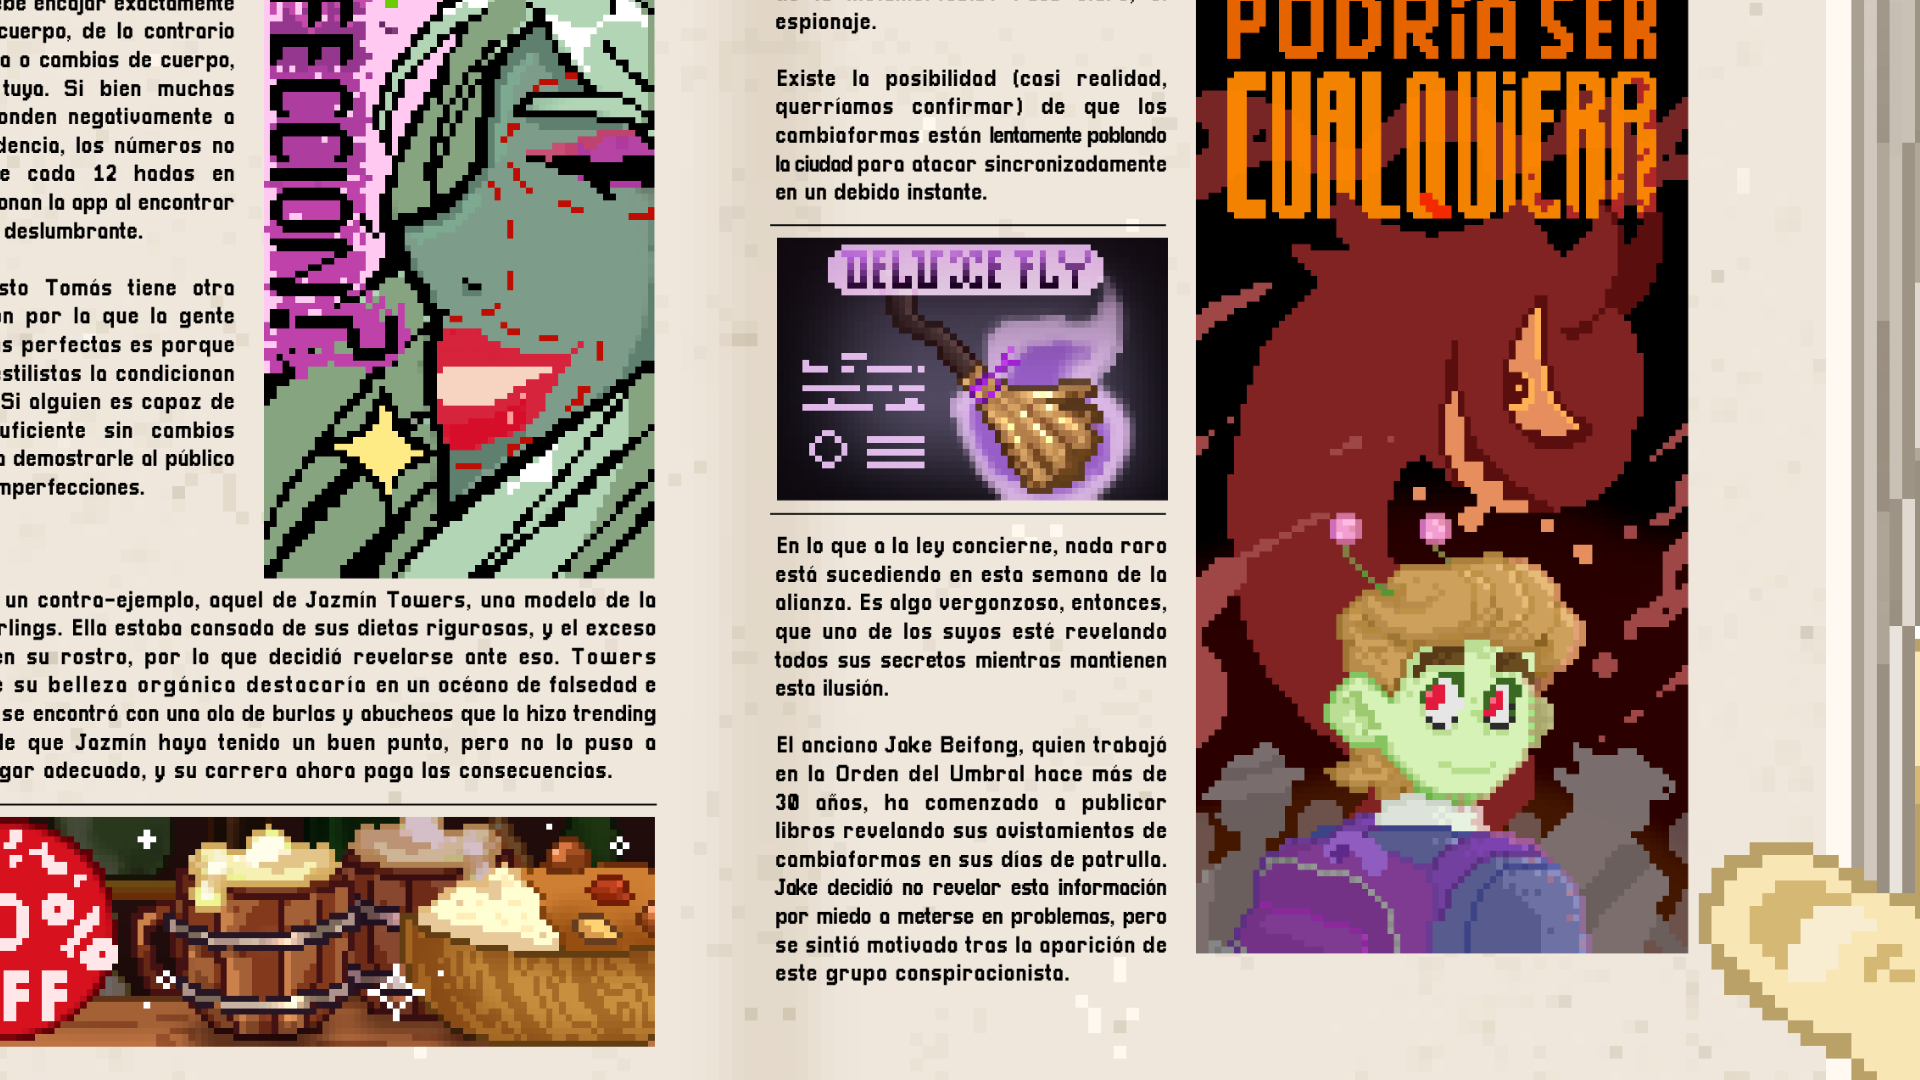 ebe encajar exactamente
cuerpo, de lo contrario
a o cambias de cuerpo,
tuya. Si bien muchas
onden negativamente a
dencia, los números no
e cada 12 hadas en
onan la app al encontrar
deslumbrante.
sto Tomás tiene otra
ón por la que la gente
s perfectas es porque
estilistas la condicionan
Si alguien es capaz de
uficiente sin cambios
a demostrarle al público
mperfecciones.
ECCIÓN?
un contra-ejemplo, aquel de Jazmín Towers, una modelo de la
rlings. Ella estaba cansada de sus dietas rigurosas, y el exceso
en su rostro, por lo que decidió revelarse ante eso. Towers
e su belleza orgánica destacaría en un océano de falsedad e
se encontró con una ola de burlas y abucheos que la hizo trending
de que Jazmín haya tenido un buen punto, pero no lo puso a
gar adecuado, y su carrera ahora paga las consecuencias.
0%
FF
espionaje.
Existe la posibilidad (casi realidad,
querríamos confirmar) de que los
cambiaformas están lentamente poblando
la ciudad para atacar sincronizadamente
en un debido instante.
DELUXE FLY
En lo que a la ley concierne, nada raro
está sucediendo en esta semana de la
alianza. Es algo vergonzoso, entonces,
que uno de los suyos esté revelando
todos sus secretos mientras mantienen
esta ilusión.
El anciano Jake Beifong, quien trabajó
en la Orden del Umbral hace más de
30 años, ha comenzado a publicar
libros revelando sus avistamientos de
cambiaformas en sus días de patrulla.
Jake decidió no revelar esta información
por miedo a meterse en problemas, pero
se sintió motivado tras la aparición de
este grupo conspiracionista.
PODRÍA SER
CUALQUIERA